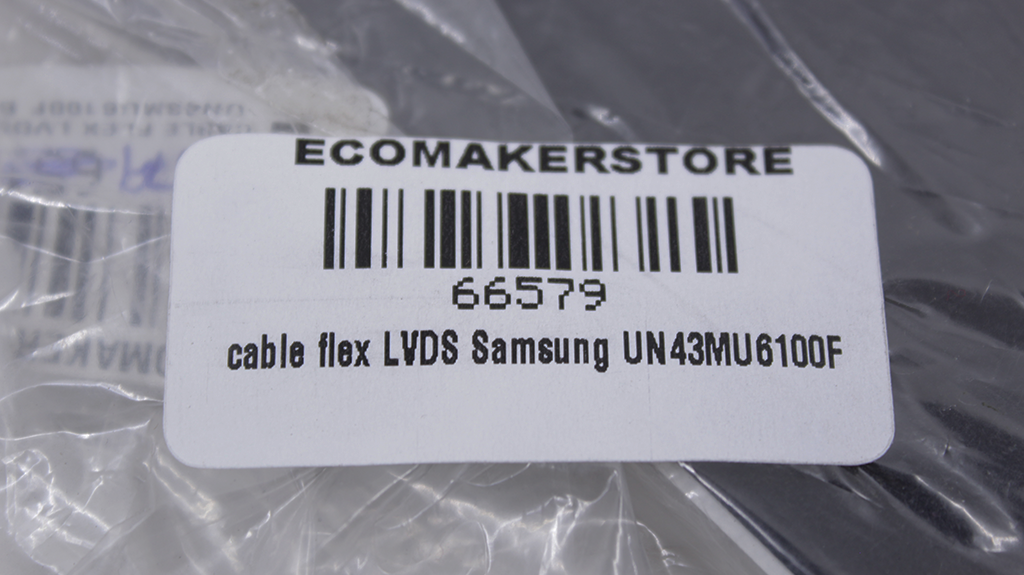 ECOMAKERSTORE
66579
cable flex LVDS Samsung UN43MU6100F